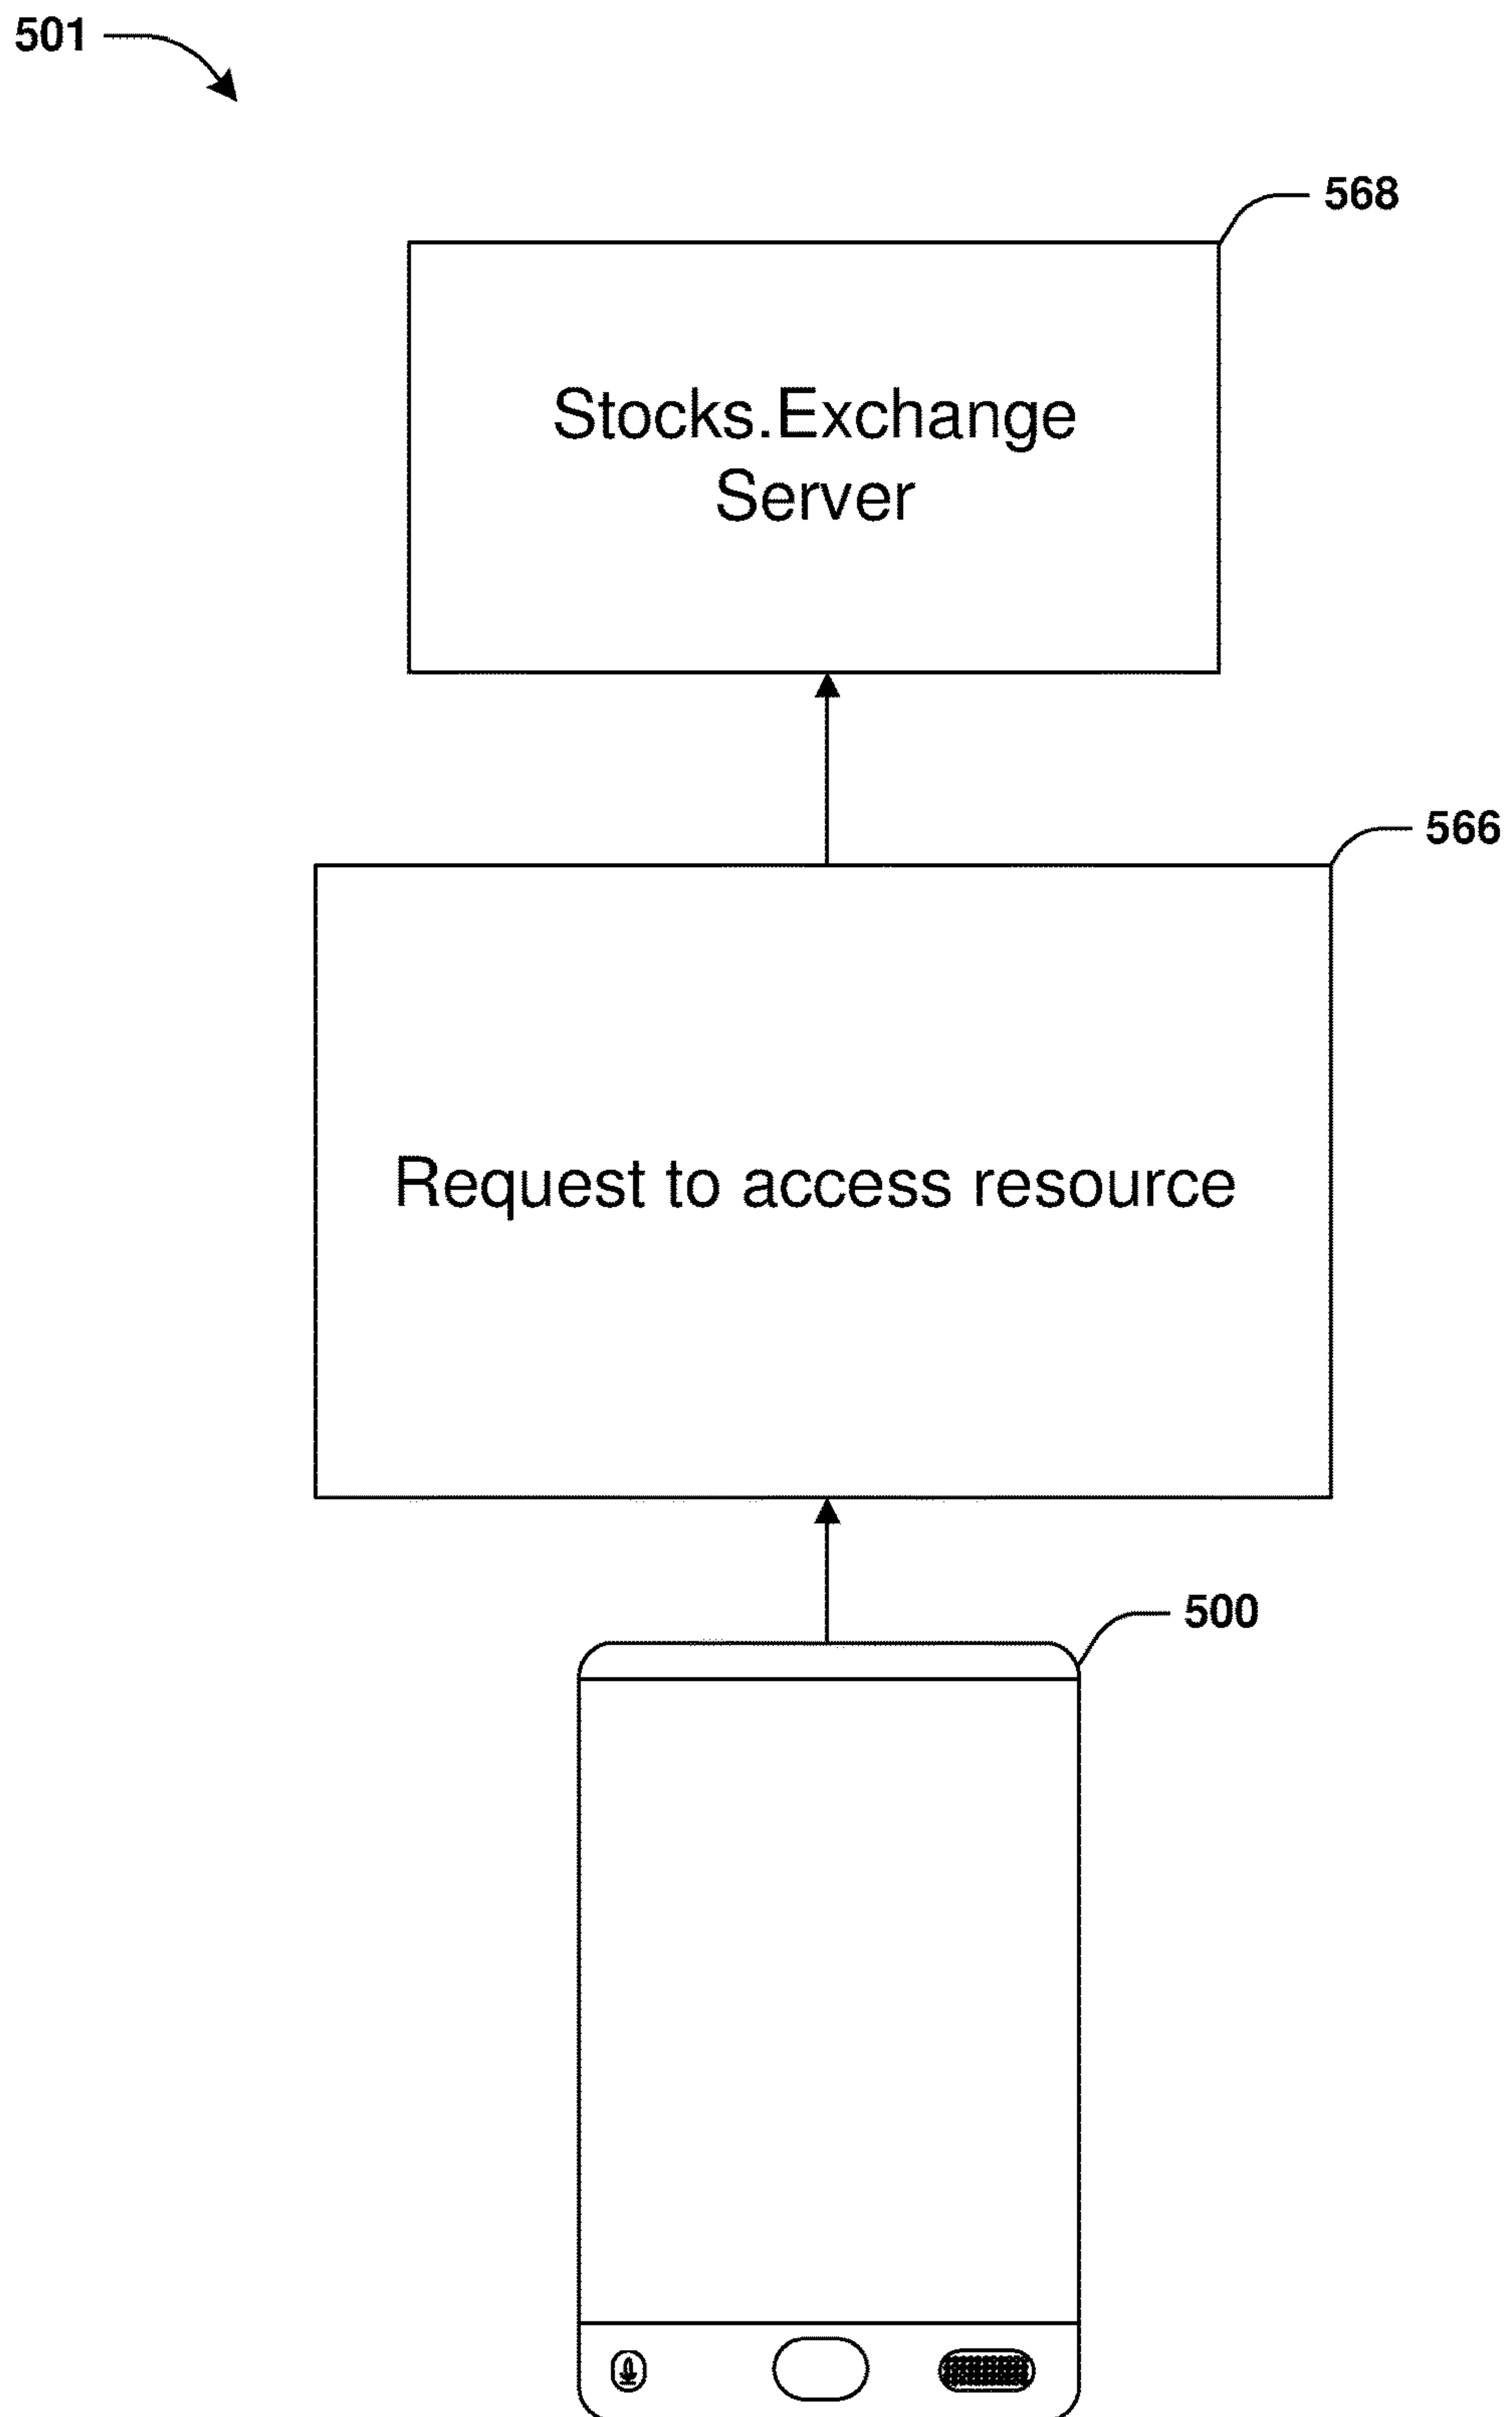 501
568
Stocks.Exchange
Server
566
Request to access resource
500